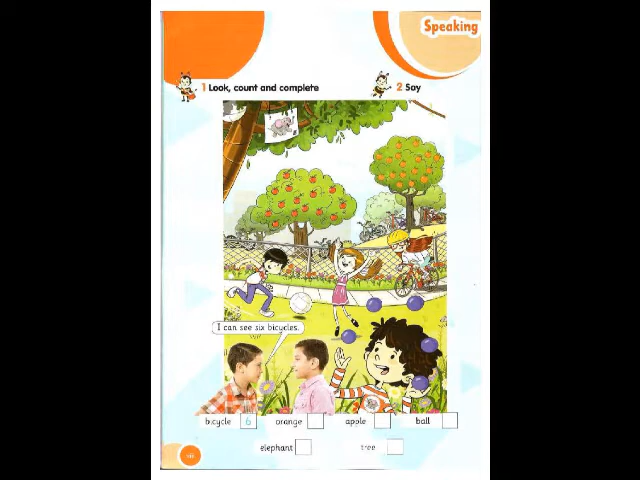 Speaking
1 Look, count and complete
2 Say
I can see six bicycles.
bicycle 6 orange apple ball
elephant tree
vii